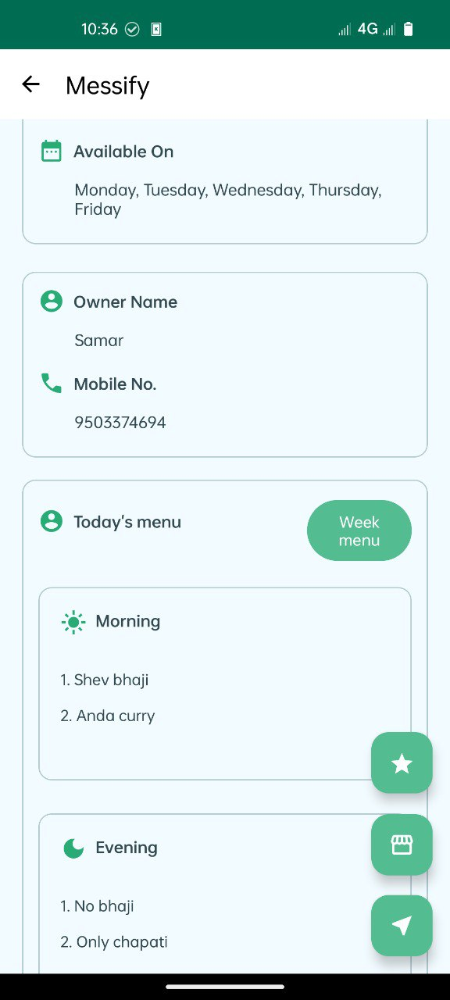 10:36
4G
Messify
Available On
Monday, Tuesday, Wednesday, Thursday,
Friday
Owner Name
Samar
Mobile No.
9503374694
Today's menu
Week
menu
Morning
1. Shev bhaji
2. Anda curry
Evening
1. No bhaji
2. Only chapati